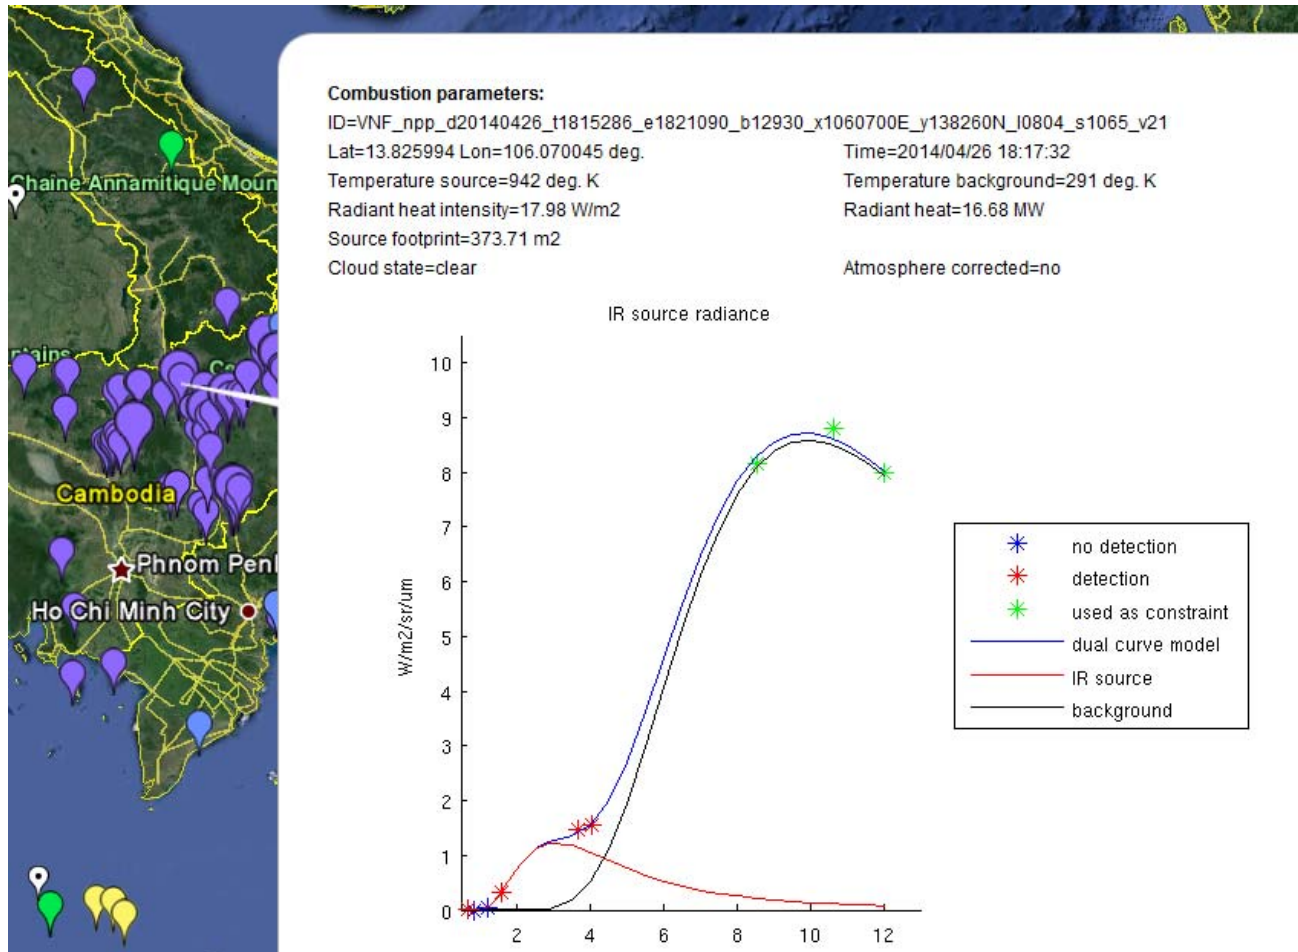 Chaine Annamitique Moun
Cambodia
Phnom Pen
Ho Chi Minh City
Combustion parameters:
ID=VNF_npp_d20140426_t1815286_e1821090_b12930_x1060700E_y138260N_l0804_s1065_v21
Lat=13.825994 Lon=106.070045 deg. Time=2014/04/26 18:17:32
Temperature source=942 deg. K Temperature background=291 deg. K
Radiant heat intensity=17.98 W/m2 Radiant heat=16.68 MW
Source footprint=373.71 m2
Cloud state=clear Atmosphere corrected=no
IR source radiance
10
9
8
7
6
5
4
3
2
1
0
W/m2/sr/um
2 4 6 8 10 12
no detection
detection
used as constraint
dual curve model
IR source
background